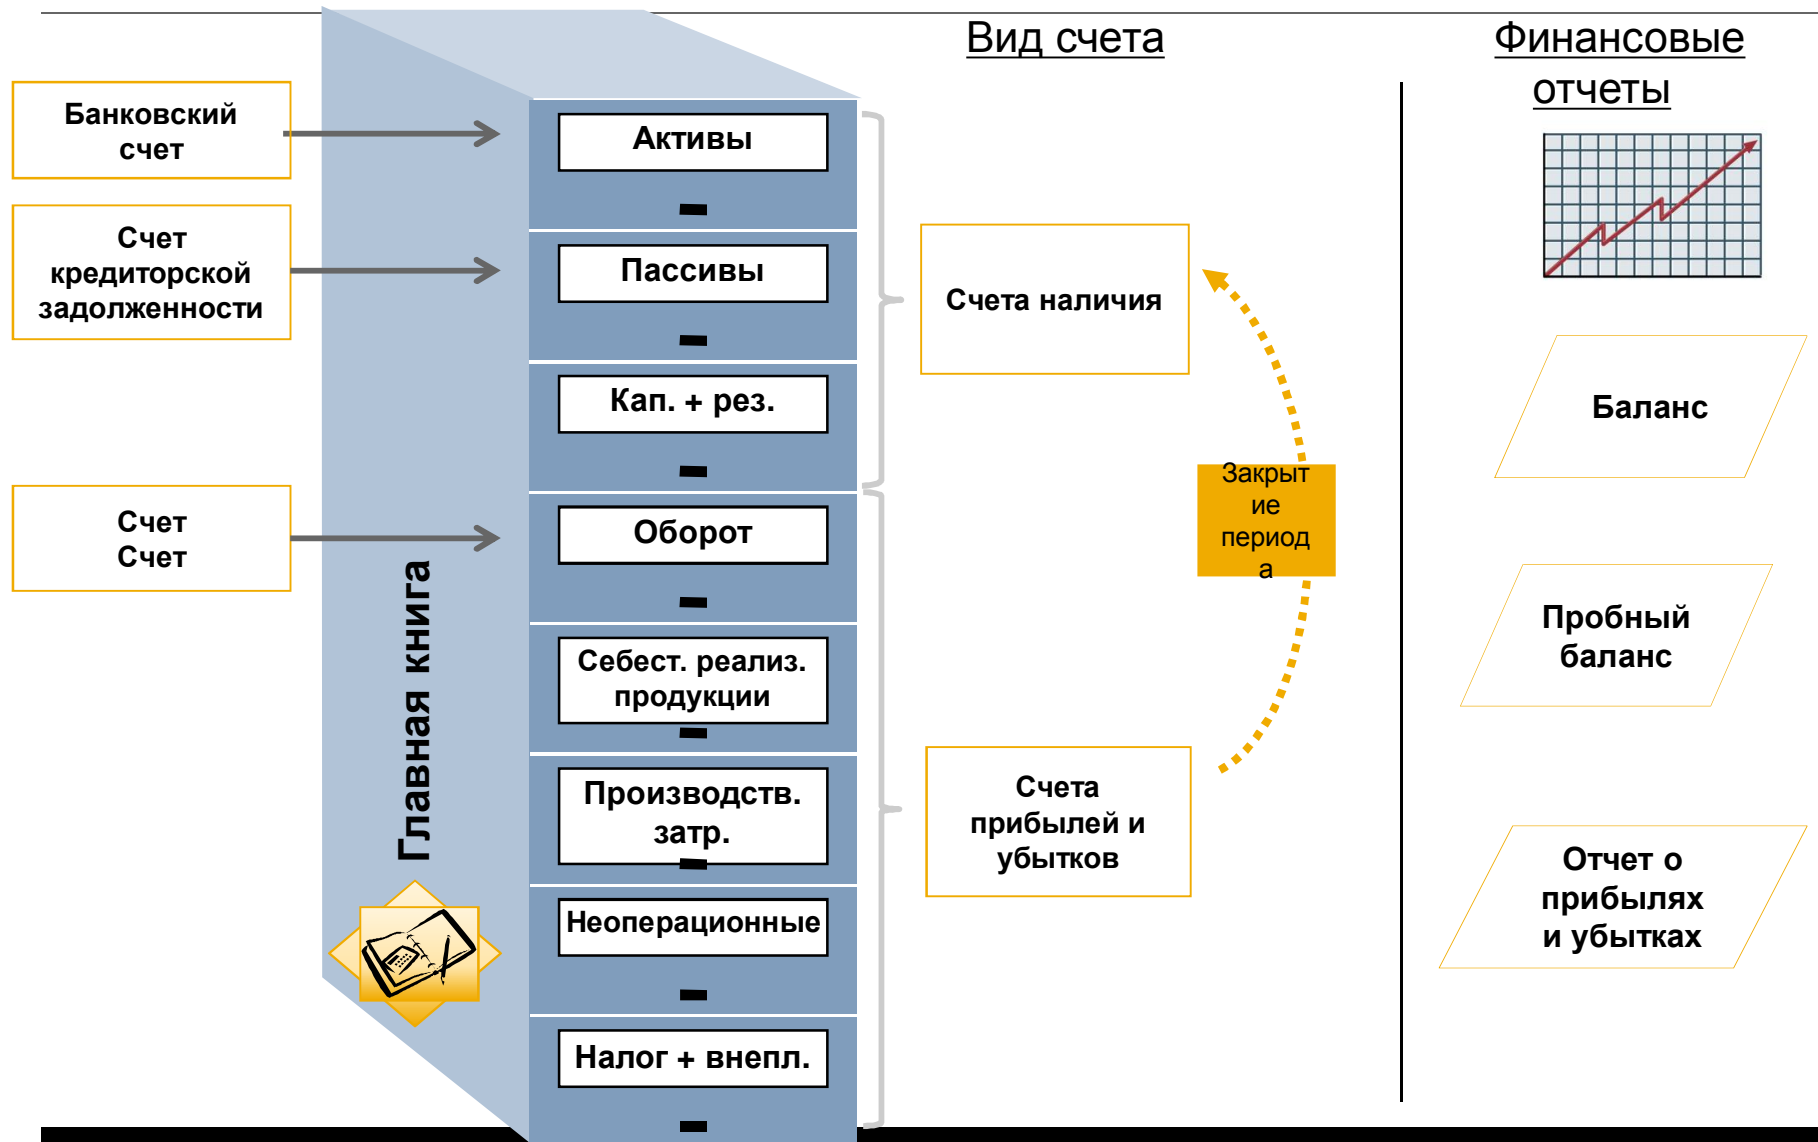 Вид счета
Финансовые
отчеты
Банковский
счет
Счет
кредиторской
задолженности
Счет
Счет
Главная книга
Активы
Пассивы
Кап. + рез.
Оборот
Себест. реализ.
продукции
Производств.
затр.
Неоперационные
Налог + внепл.
Счета наличия
Закрыт
ие
период
а
Счета
прибылей и
убытков
Баланс
Пробный
баланс
Отчет о
прибылях
и убытках